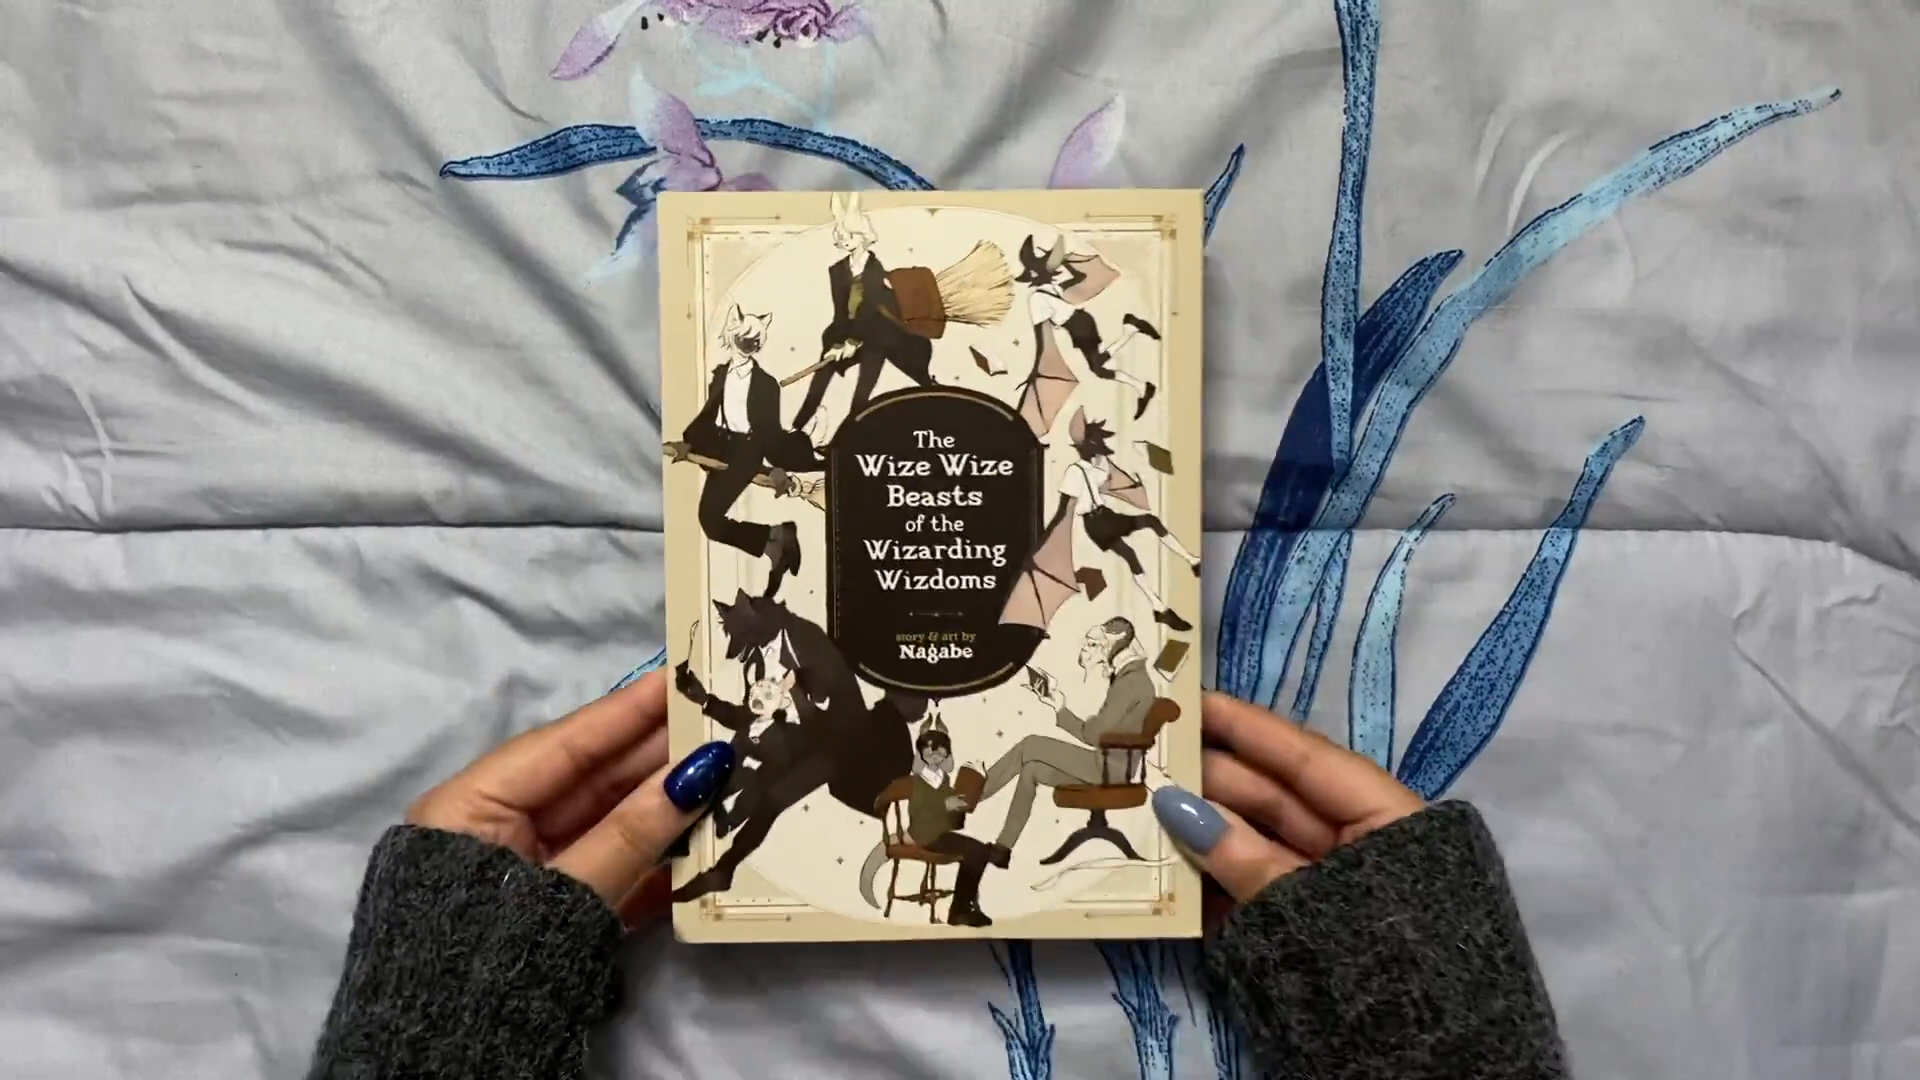 The
Wize Wize
Beasts
of the
Wizarding
Wizdoms
story & art by
Nagabe